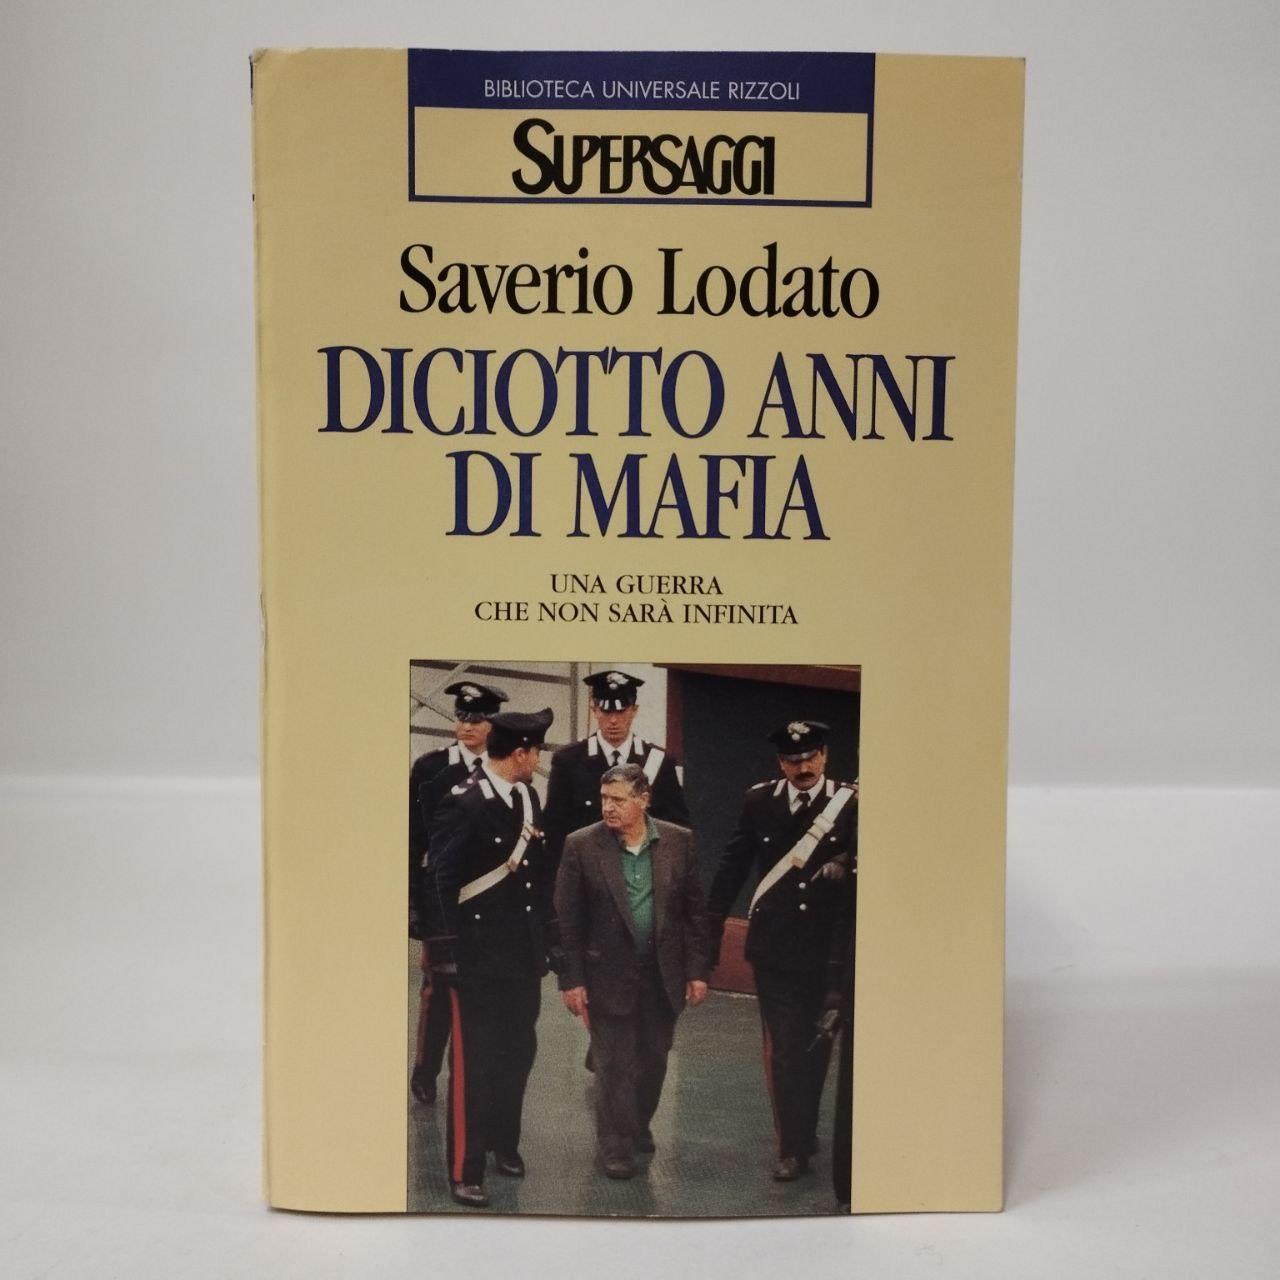 BIBLIOTECA UNIVERSALE RIZZOLI
SUPERSAGGI
Saverio Lodato
DICIOTTO ANNI
DI MAFIA
UNA GUERRA
CHE NON SARÀ INFINITA